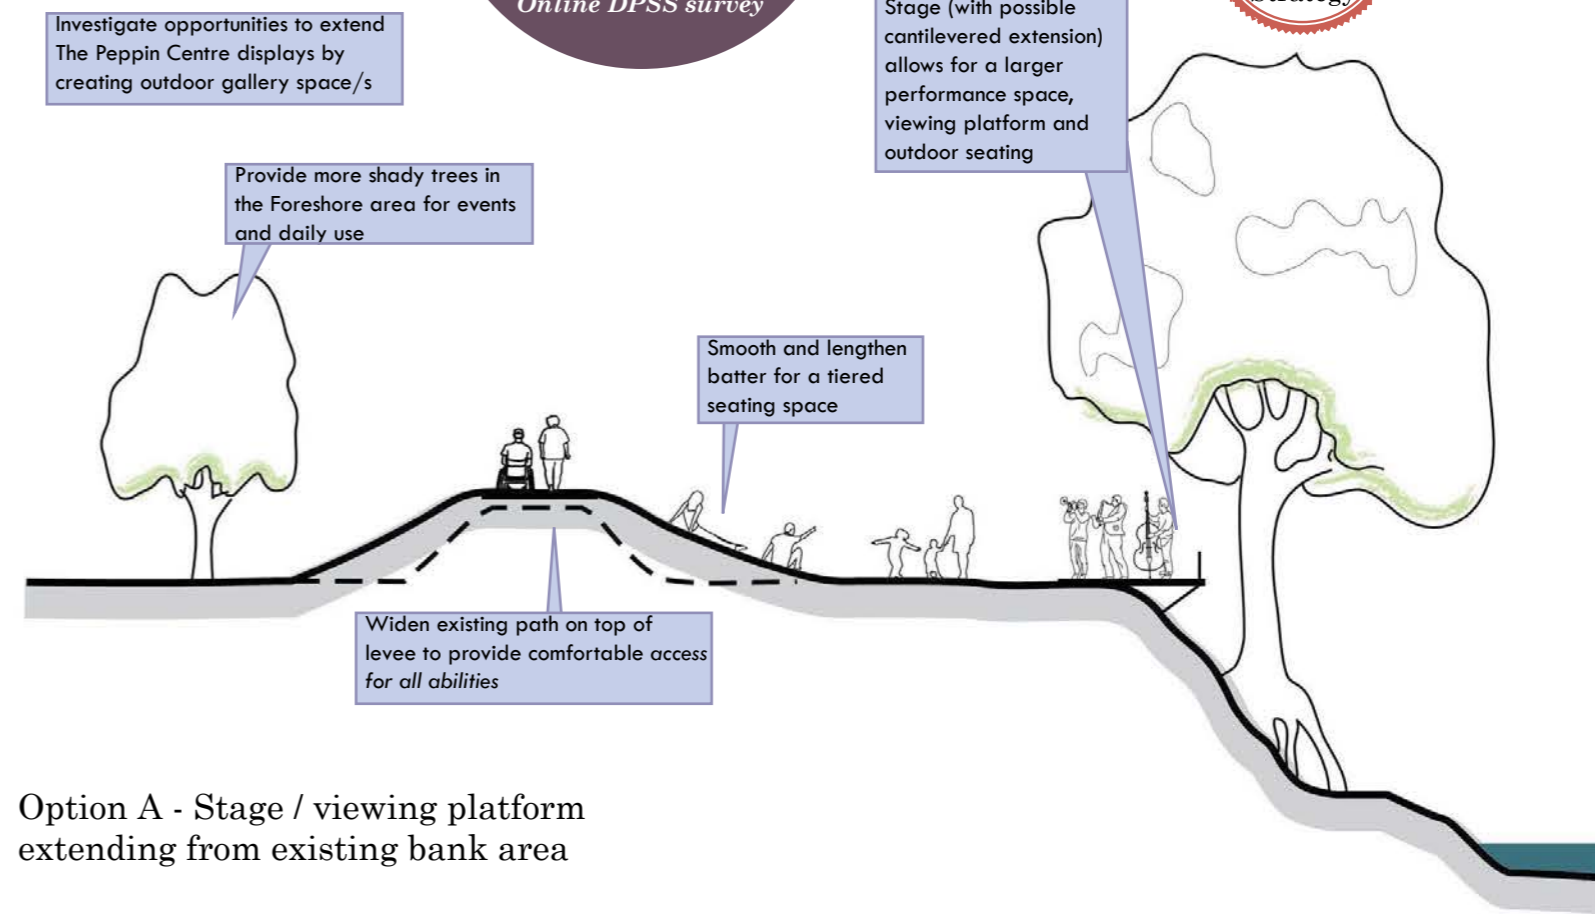 Online DPSS survey
Strategy
Investigate opportunities to extend
The Peppin Centre displays by
creating outdoor gallery space/s
Stage (with possible
cantilevered extension)
allows for a larger
performance space,
viewing platform and
outdoor seating
Provide more shady trees in
the Foreshore area for events
and daily use
Smooth and lengthen
batter for a tiered
seating space
Widen existing path on top of
levee to provide comfortable access
for all abilities
Option A - Stage / viewing platform
extending from existing bank area